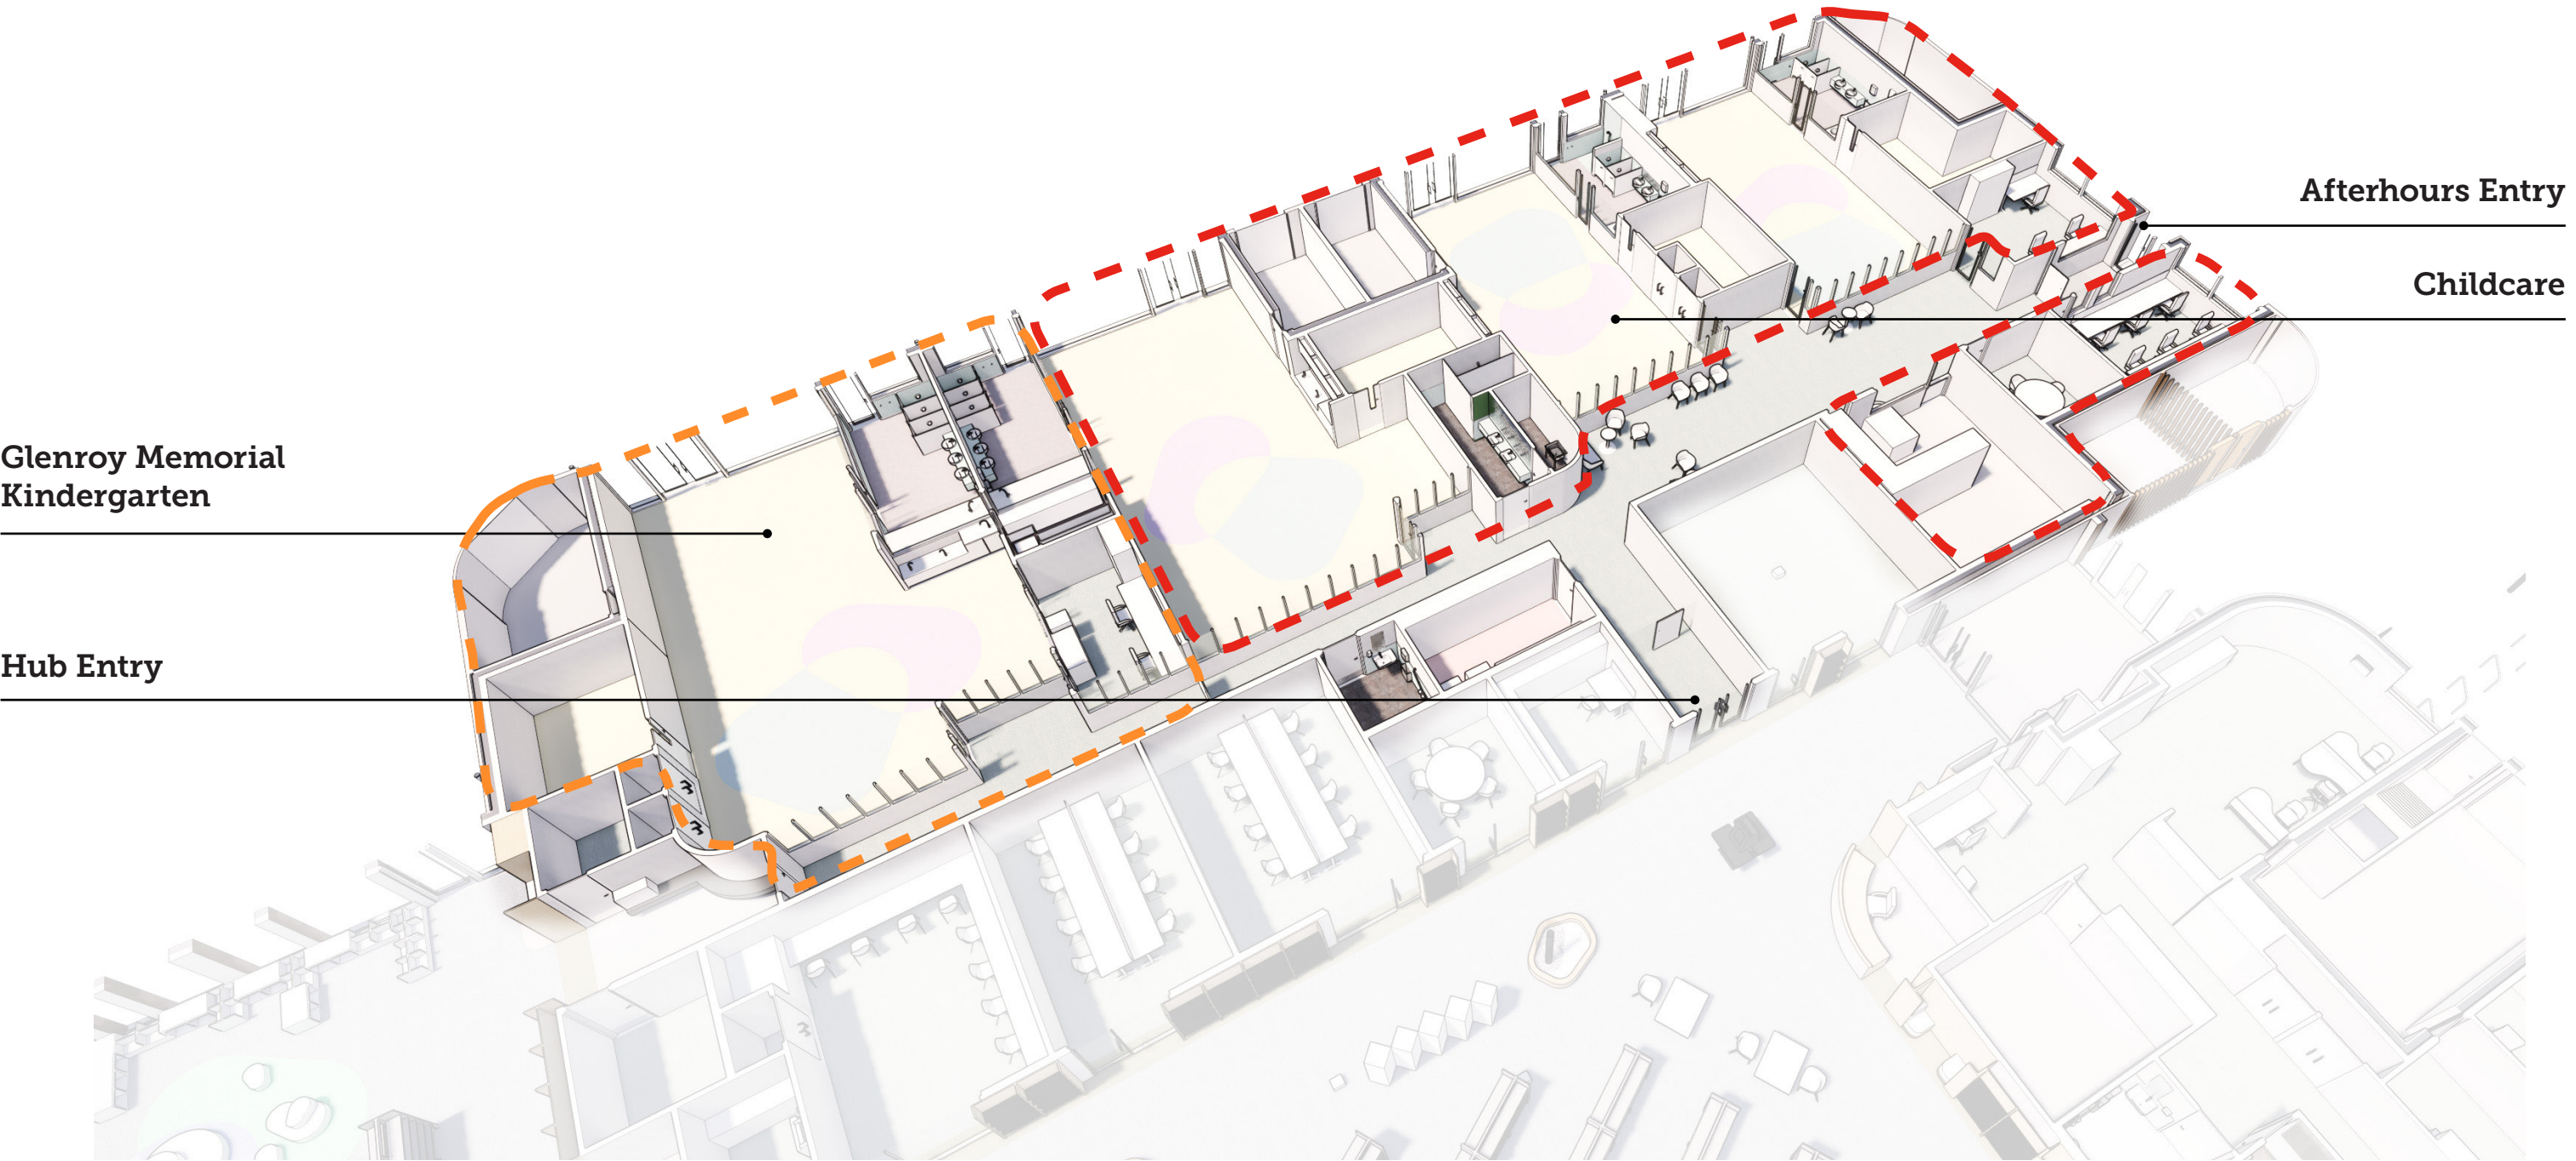 Afterhours Entry
Childcare
Glenroy Memorial
Kindergarten
Hub Entry